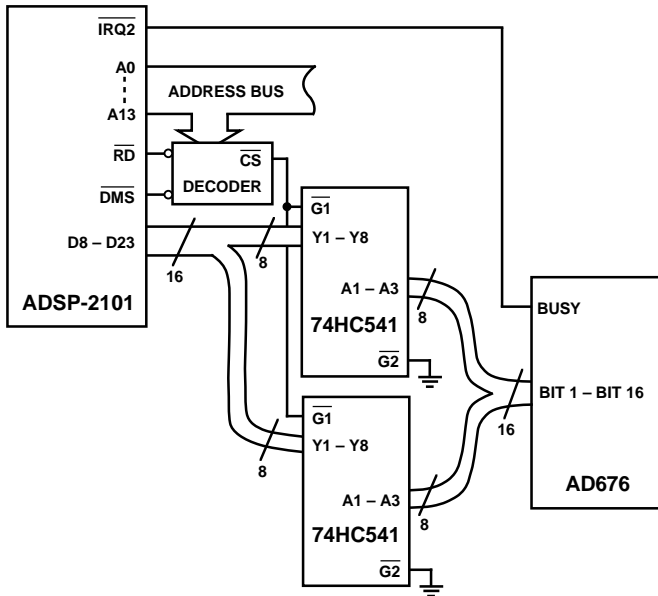 IRQ2
A0
ADDRESS BUS
A13
RD
CS
DECODER
DMS
G1
D8 – D23
Y1 – Y8
16
8
A1 – A3
8
ADSP-2101
74HC541
BUSY
G2
BIT 1 – BIT 16
16
G1
Y1 – Y8
8
AD676
A1 – A3
8
74HC541
G2